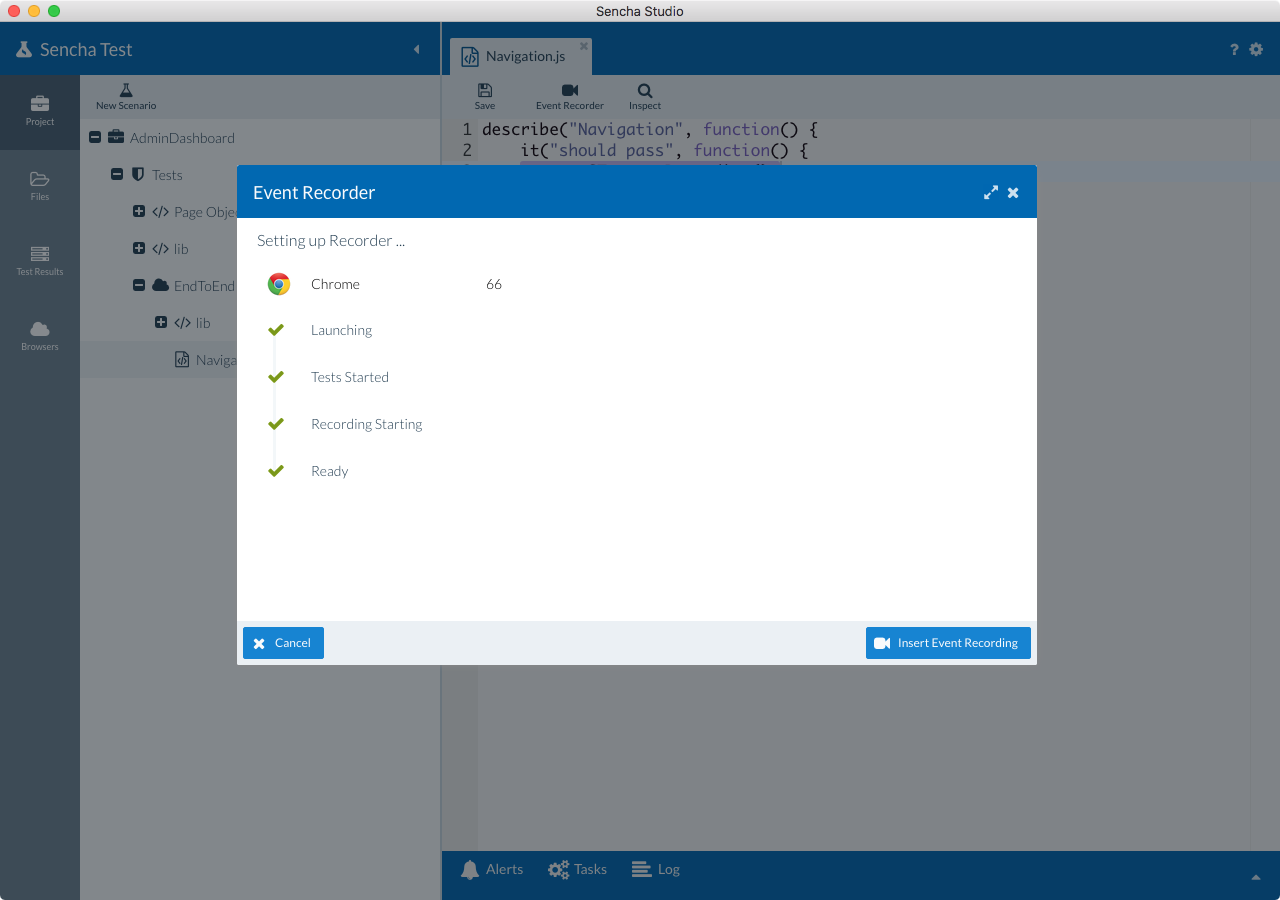 Sencha Studio
Sencha Test
Navigation.js
?
Project
Files
Test Results
Browsers
New Scenario
AdminDashboard
Tests
Page Obje
lib
EndToEnd
lib
Naviga
Save
Event Recorder
Inspect
1 describe("Navigation", function() {
2 it("should pass", function() {
Event Recorder
Setting up Recorder ...
Chrome 66
Launching
Tests Started
Recording Starting
Ready
Cancel
Insert Event Recording
Alerts
Tasks
Log